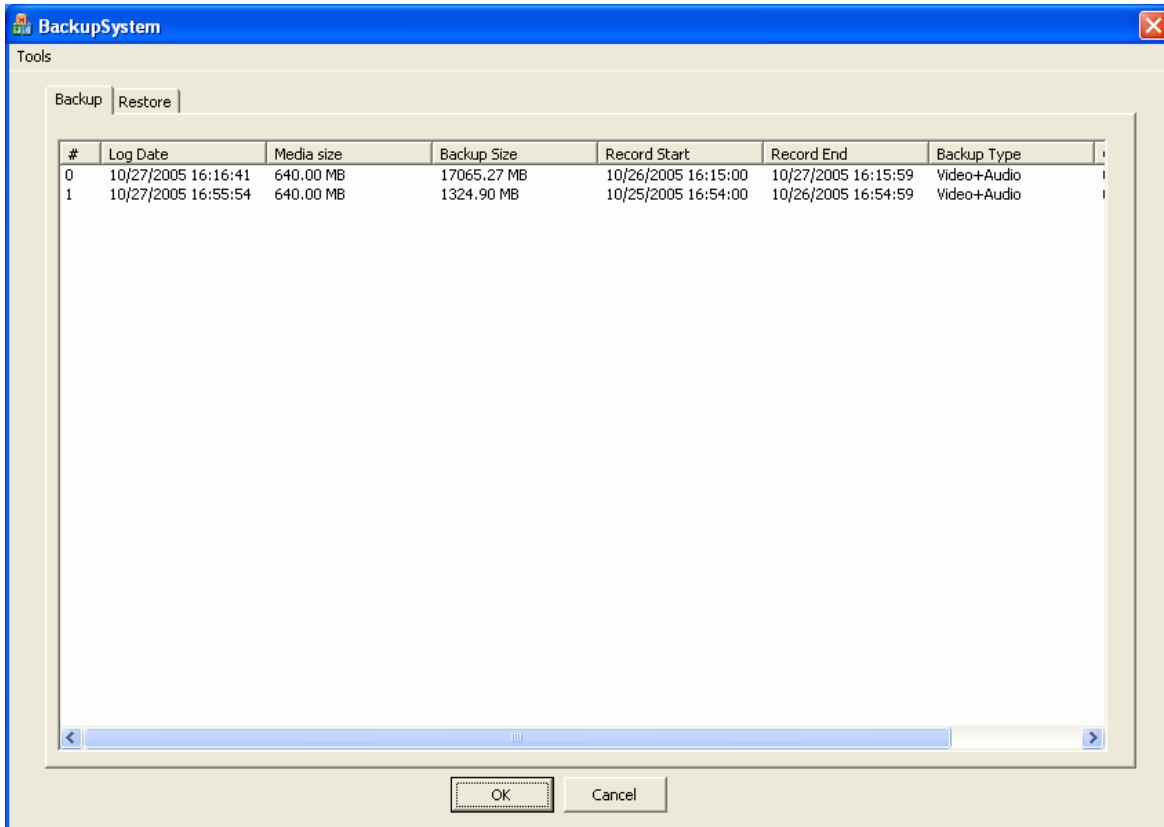 BackupSystem
Tools
Backup Restore
# Log Date Media size Backup Size Record Start Record End Backup Type
0 10/27/2005 16:16:41 640.00 MB 17065.27 MB 10/26/2005 16:15:00 10/27/2005 16:15:59 Video+Audio
1 10/27/2005 16:55:54 640.00 MB 1324.90 MB 10/25/2005 16:54:00 10/26/2005 16:54:59 Video+Audio
OK Cancel